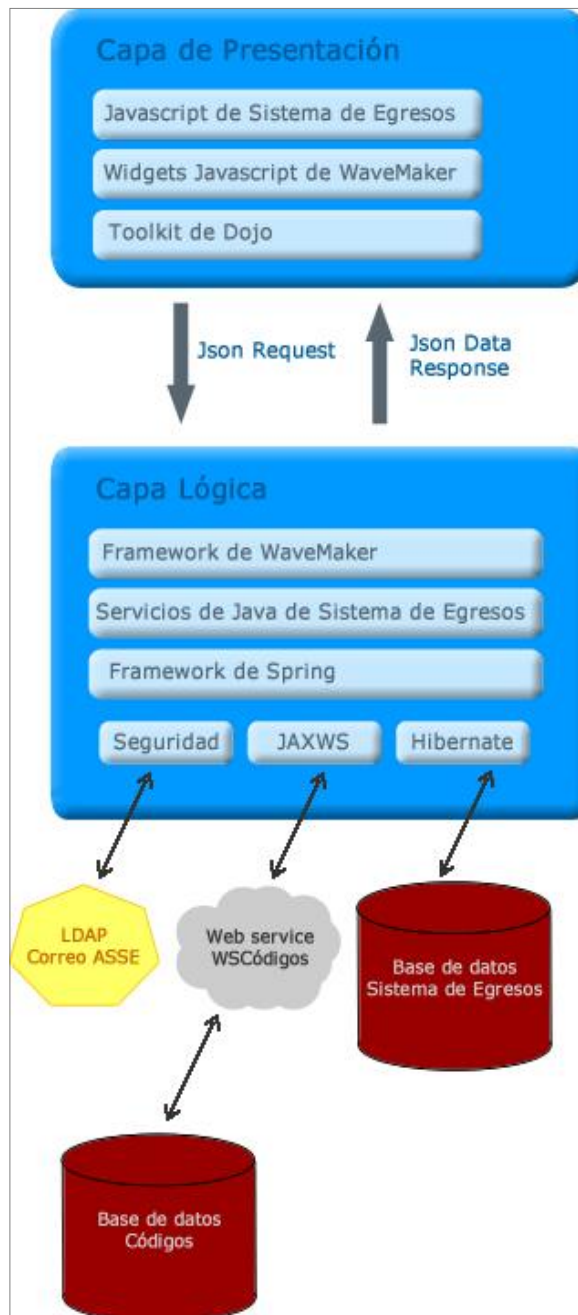 Capa de Presentación
Javascript de Sistema de Egresos
Widgets Javascript de WaveMaker
Toolkit de Dojo
Json Request
Json Data
Response
Capa Lógica
Framework de WaveMaker
Servicios de Java de Sistema de Egresos
Framework de Spring
Seguridad
JAXWS
Hibernate
LDAP
Correo ASSE
Web service
WSCódigos
Base de datos
Sistema de Egresos
Base de datos
Códigos